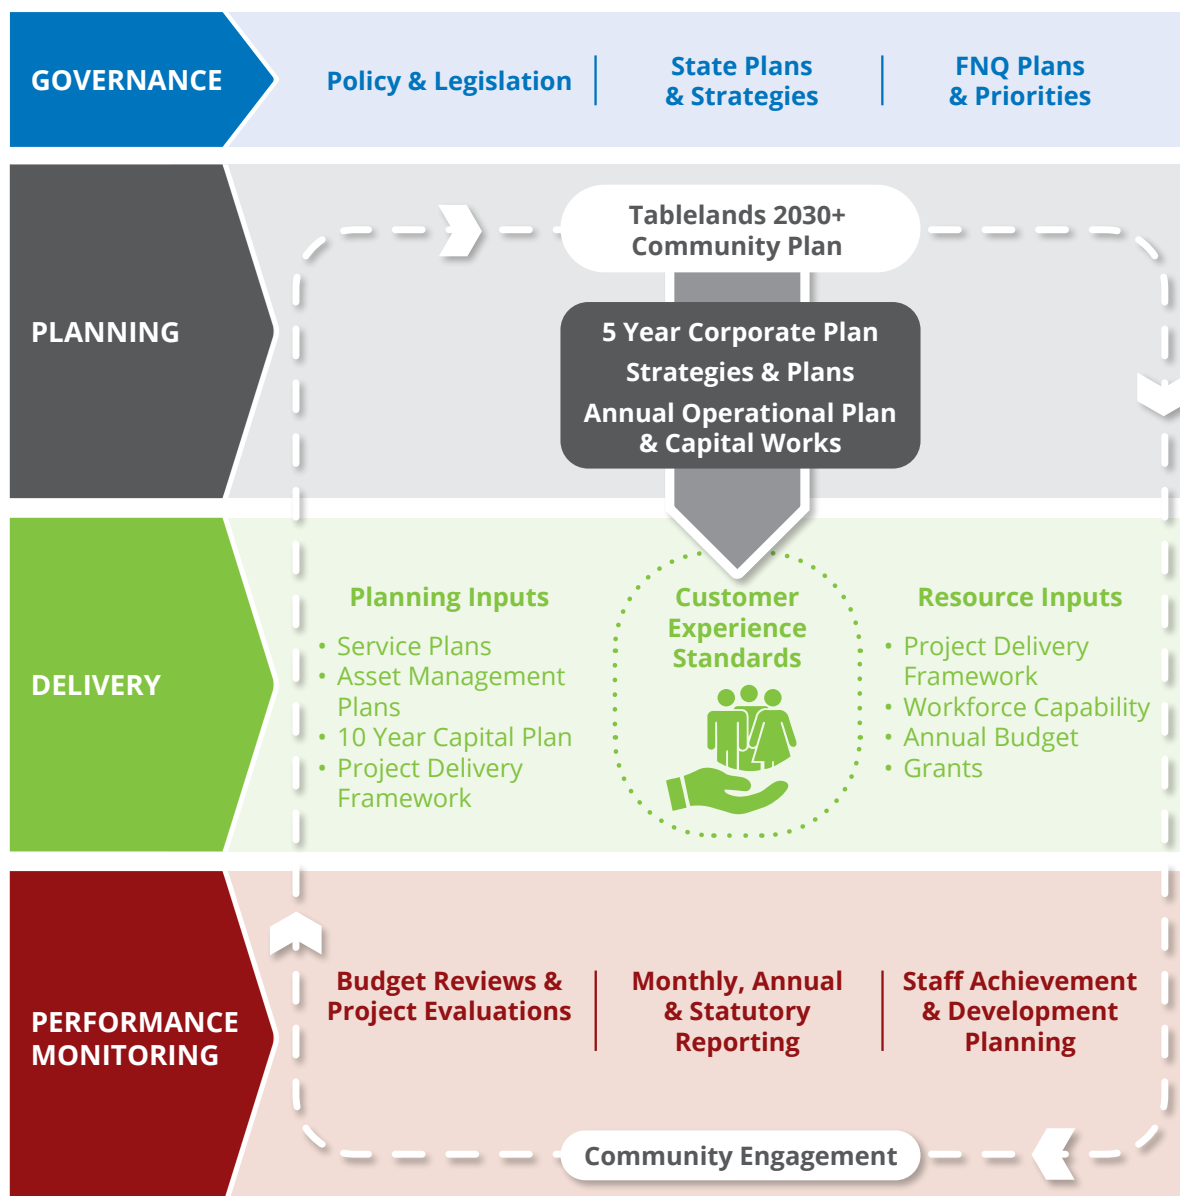 GOVERNANCE
Policy & Legislation
State Plans
& Strategies
FNQ Plans
& Priorities
PLANNING
Tablelands 2030+
Community Plan
5 Year Corporate Plan
Strategies & Plans
Annual Operational Plan
& Capital Works
DELIVERY
Planning Inputs
• Service Plans
• Asset Management
Plans
• 10 Year Capital Plan
• Project Delivery
Framework
Customer
Experience
Standards
Resource Inputs
• Project Delivery
Framework
• Workforce Capability
• Annual Budget
• Grants
PERFORMANCE
MONITORING
Budget Reviews &
Project Evaluations
Monthly, Annual
& Statutory
Reporting
Staff Achievement
& Development
Planning
Community Engagement